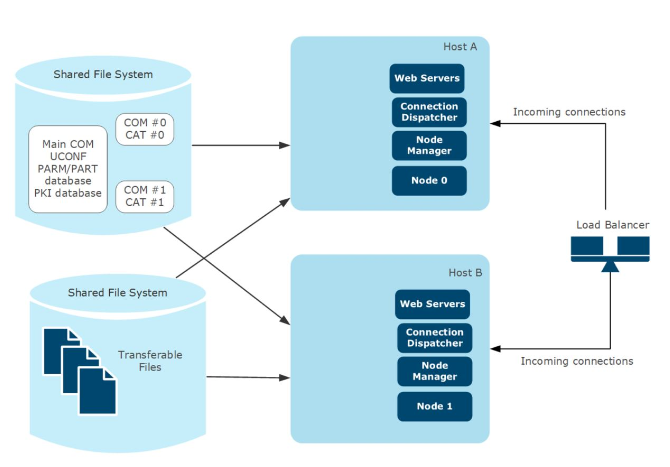 Shared File System
Main COM
UCONF
PARM/PART
database
PKI database
COM #0
CAT #0
COM #1
CAT #1
Shared File System
Transferable
Files
Host A
Web Servers
Connection
Dispatcher
Node
Manager
Node 0
Host B
Web Servers
Connection
Dispatcher
Node
Manager
Node 1
Incoming connections
Load Balancer
Incoming connections